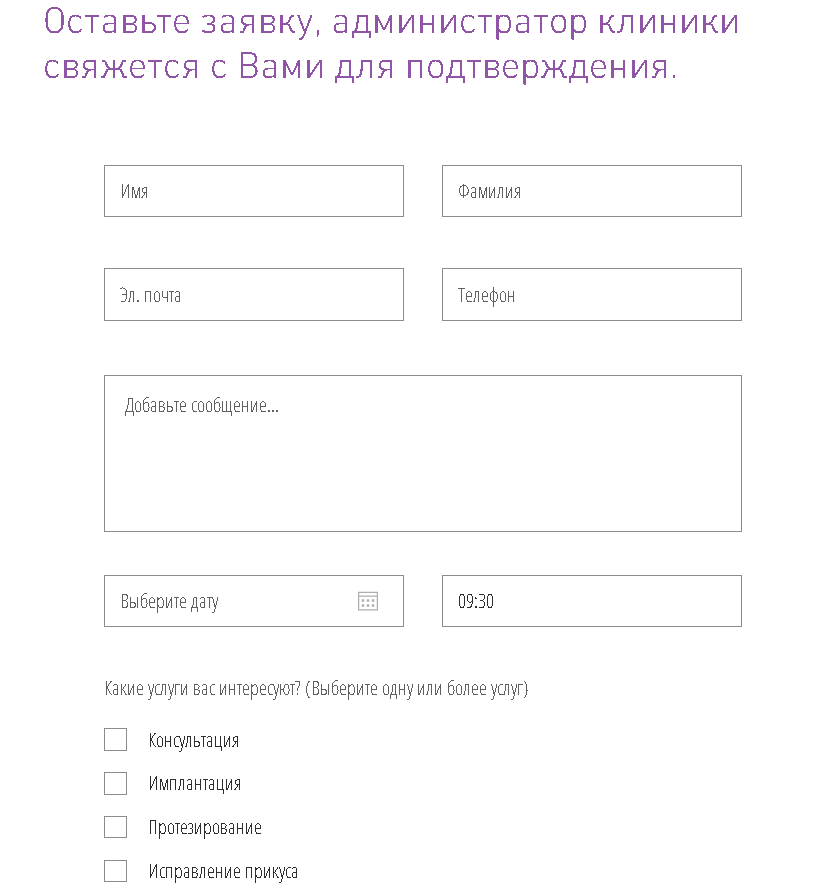 Оставьте заявку, администратор клиники
свяжется с Вами для подтверждения.
Имя
Фамилия
Эл. почта
Телефон
Добавьте сообщение...
Выберите дату
09:30
Какие услуги вас интересуют? (Выберите одну или более услуг)
Консультация
Имплантация
Протезирование
Исправление прикуса